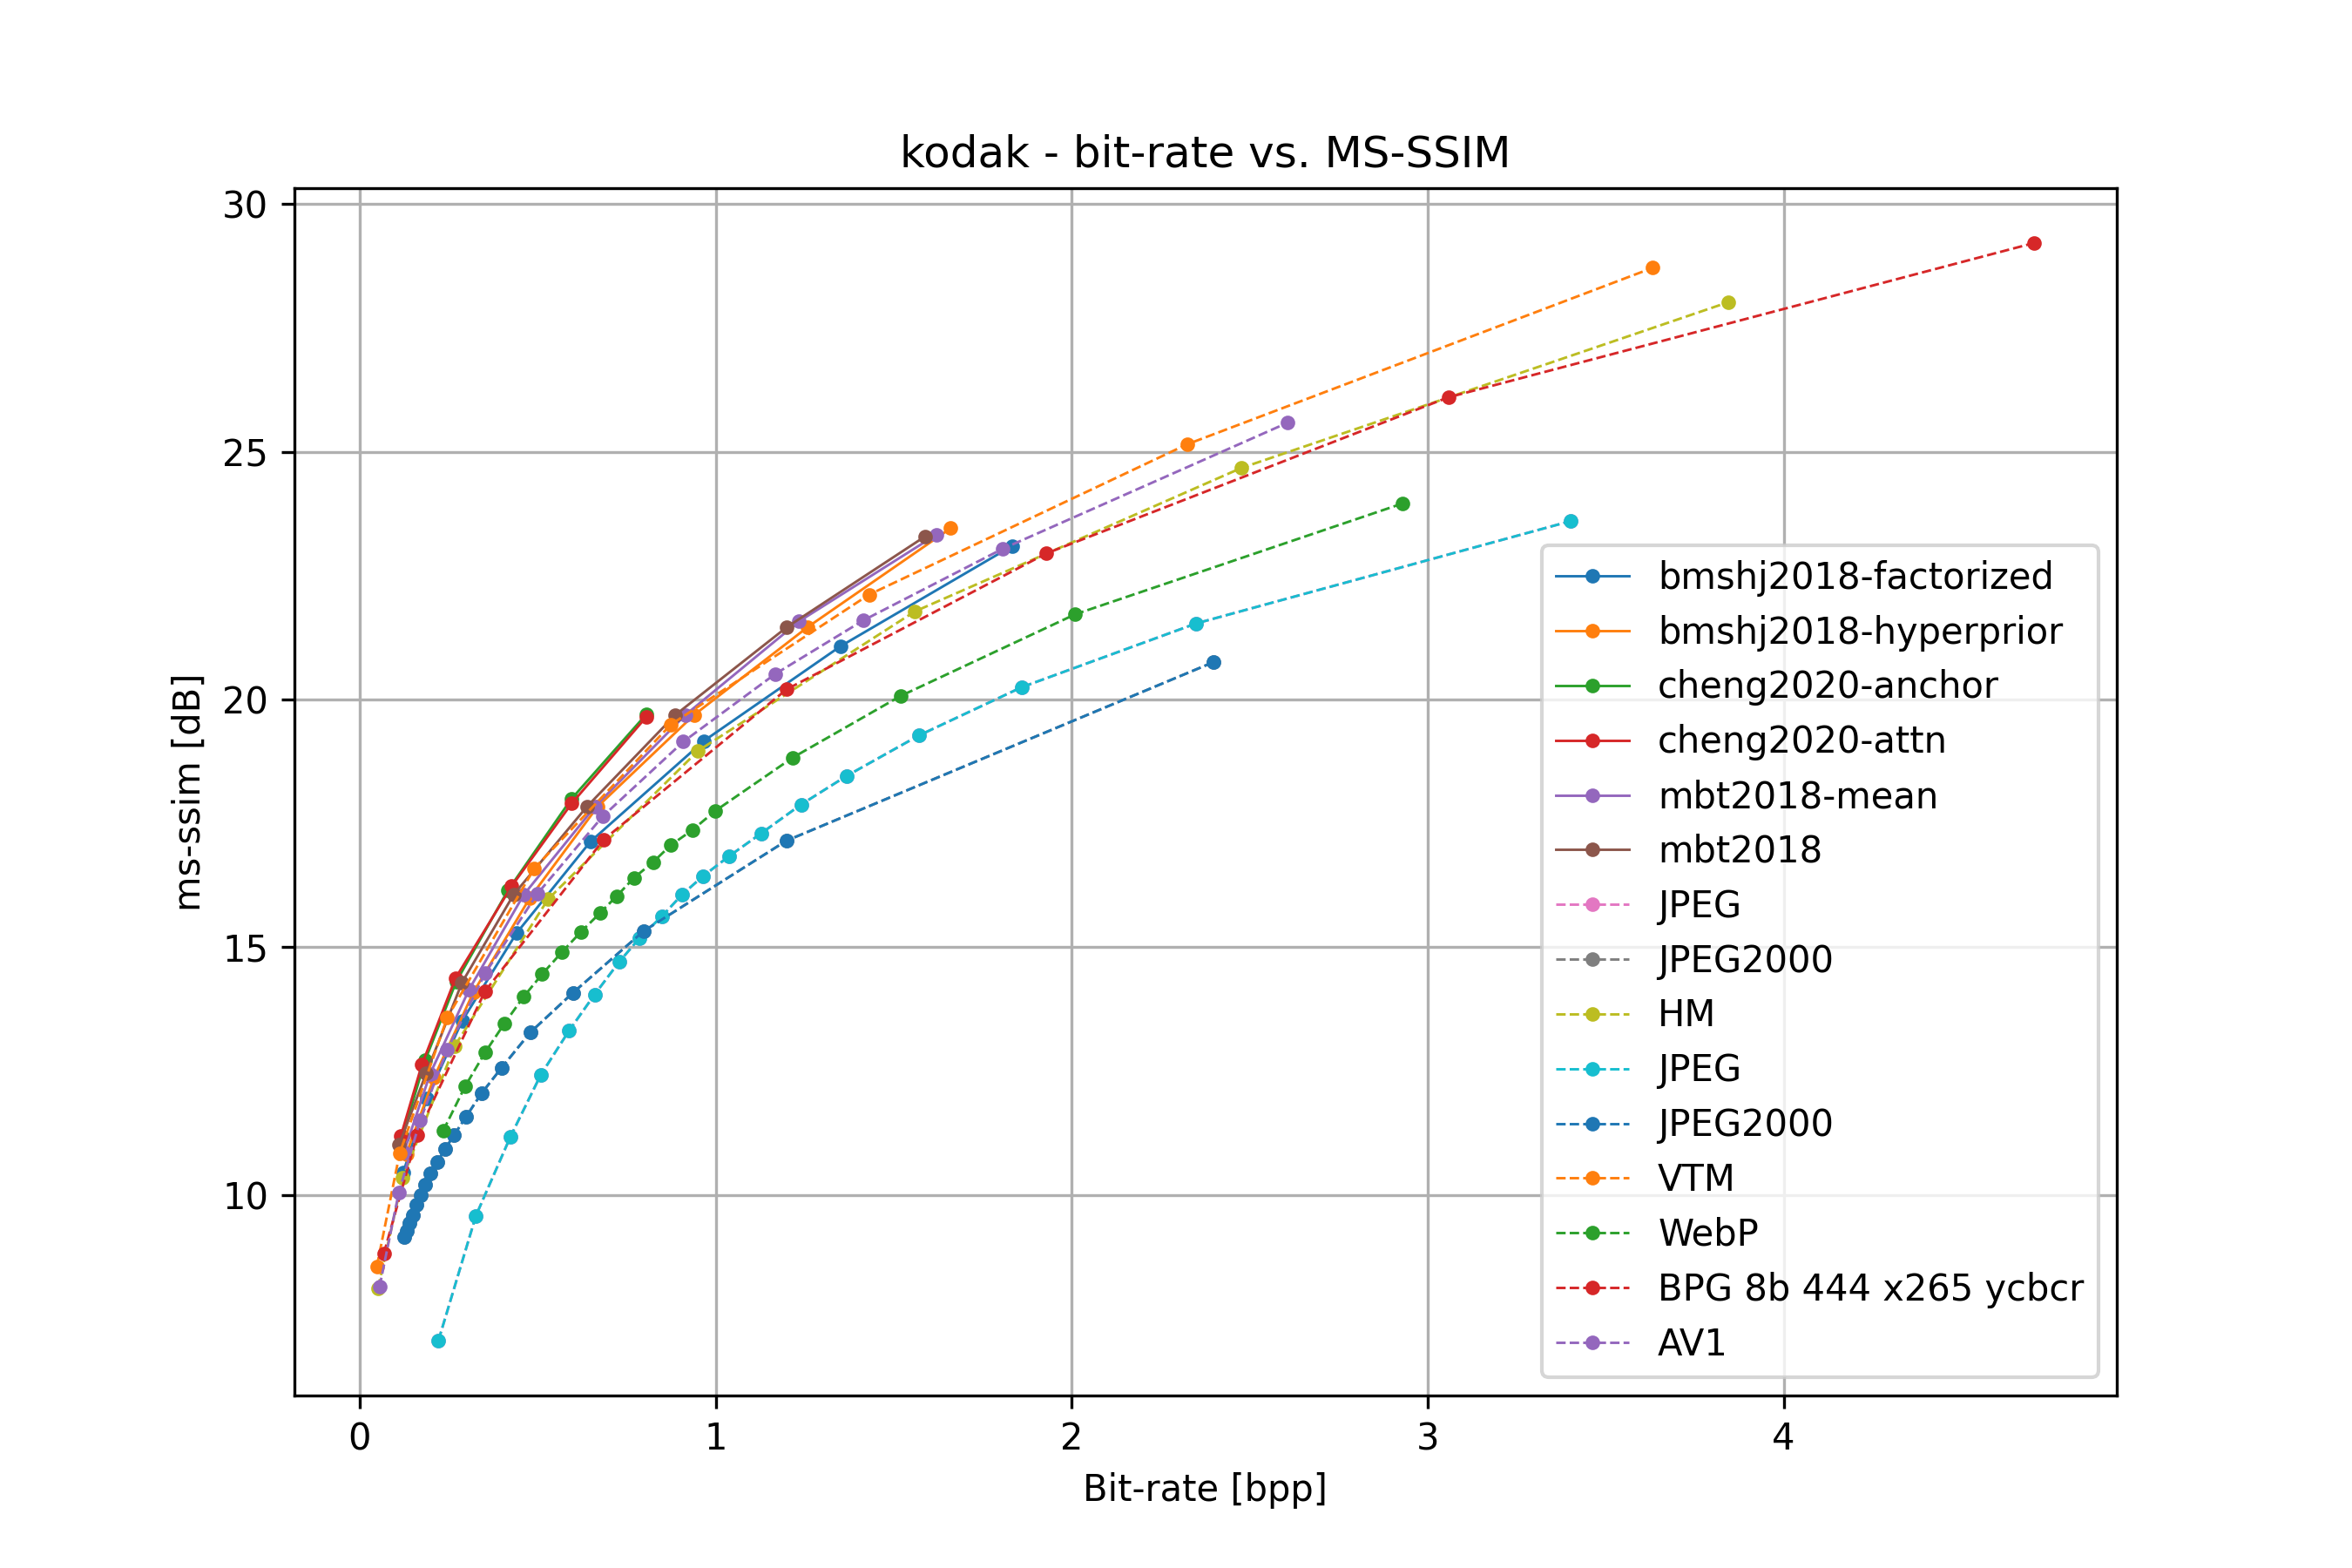 kodak - bit-rate vs. MS-SSIM
30
25
20
15
10
ms-ssim [dB]
0 1 2 3 4
Bit-rate [bpp]
bmshj2018-factorized
bmshj2018-hyperprior
cheng2020-anchor
cheng2020-attn
mbt2018-mean
mbt2018
JPEG
JPEG2000
HM
JPEG
JPEG2000
VTM
WebP
BPG 8b 444 x265 ycbcr
AV1